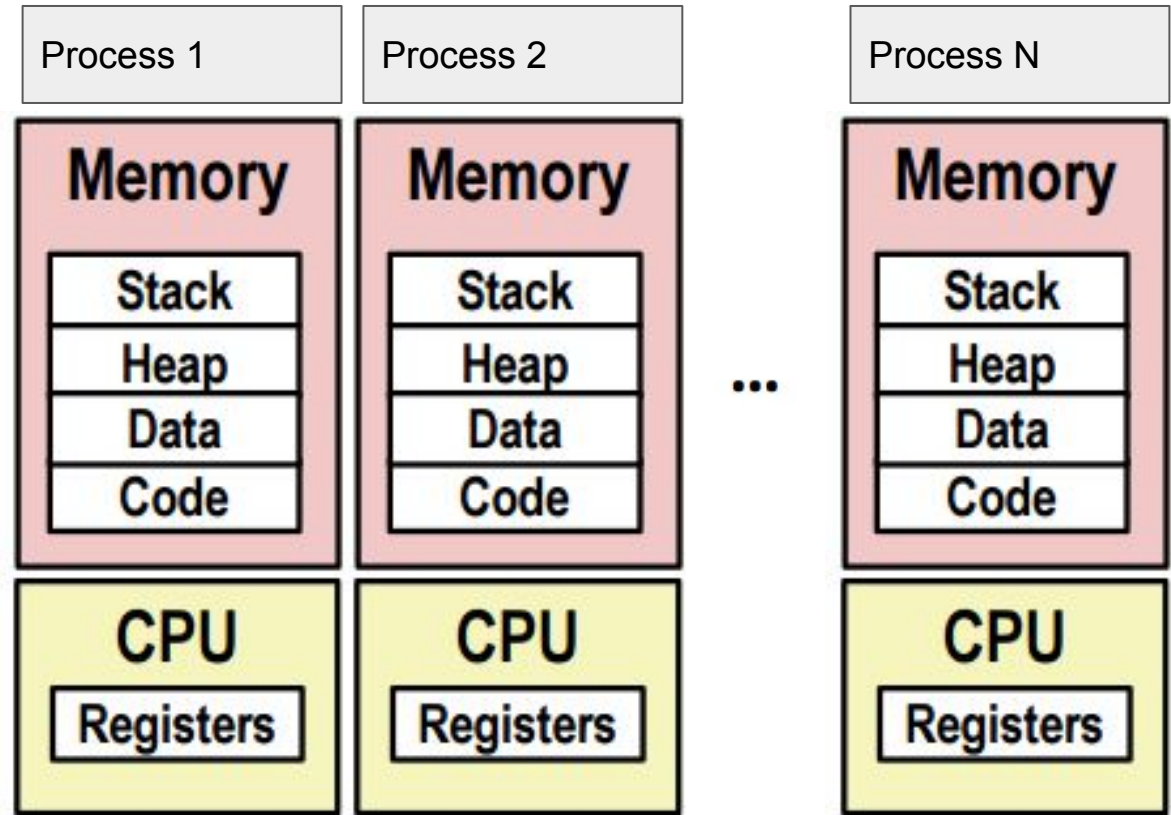 Process 1
Memory
Stack
Heap
Data
Code
CPU
Registers
Process 2
Memory
Stack
Heap
Data
Code
CPU
Registers
...
Process N
Memory
Stack
Heap
Data
Code
CPU
Registers